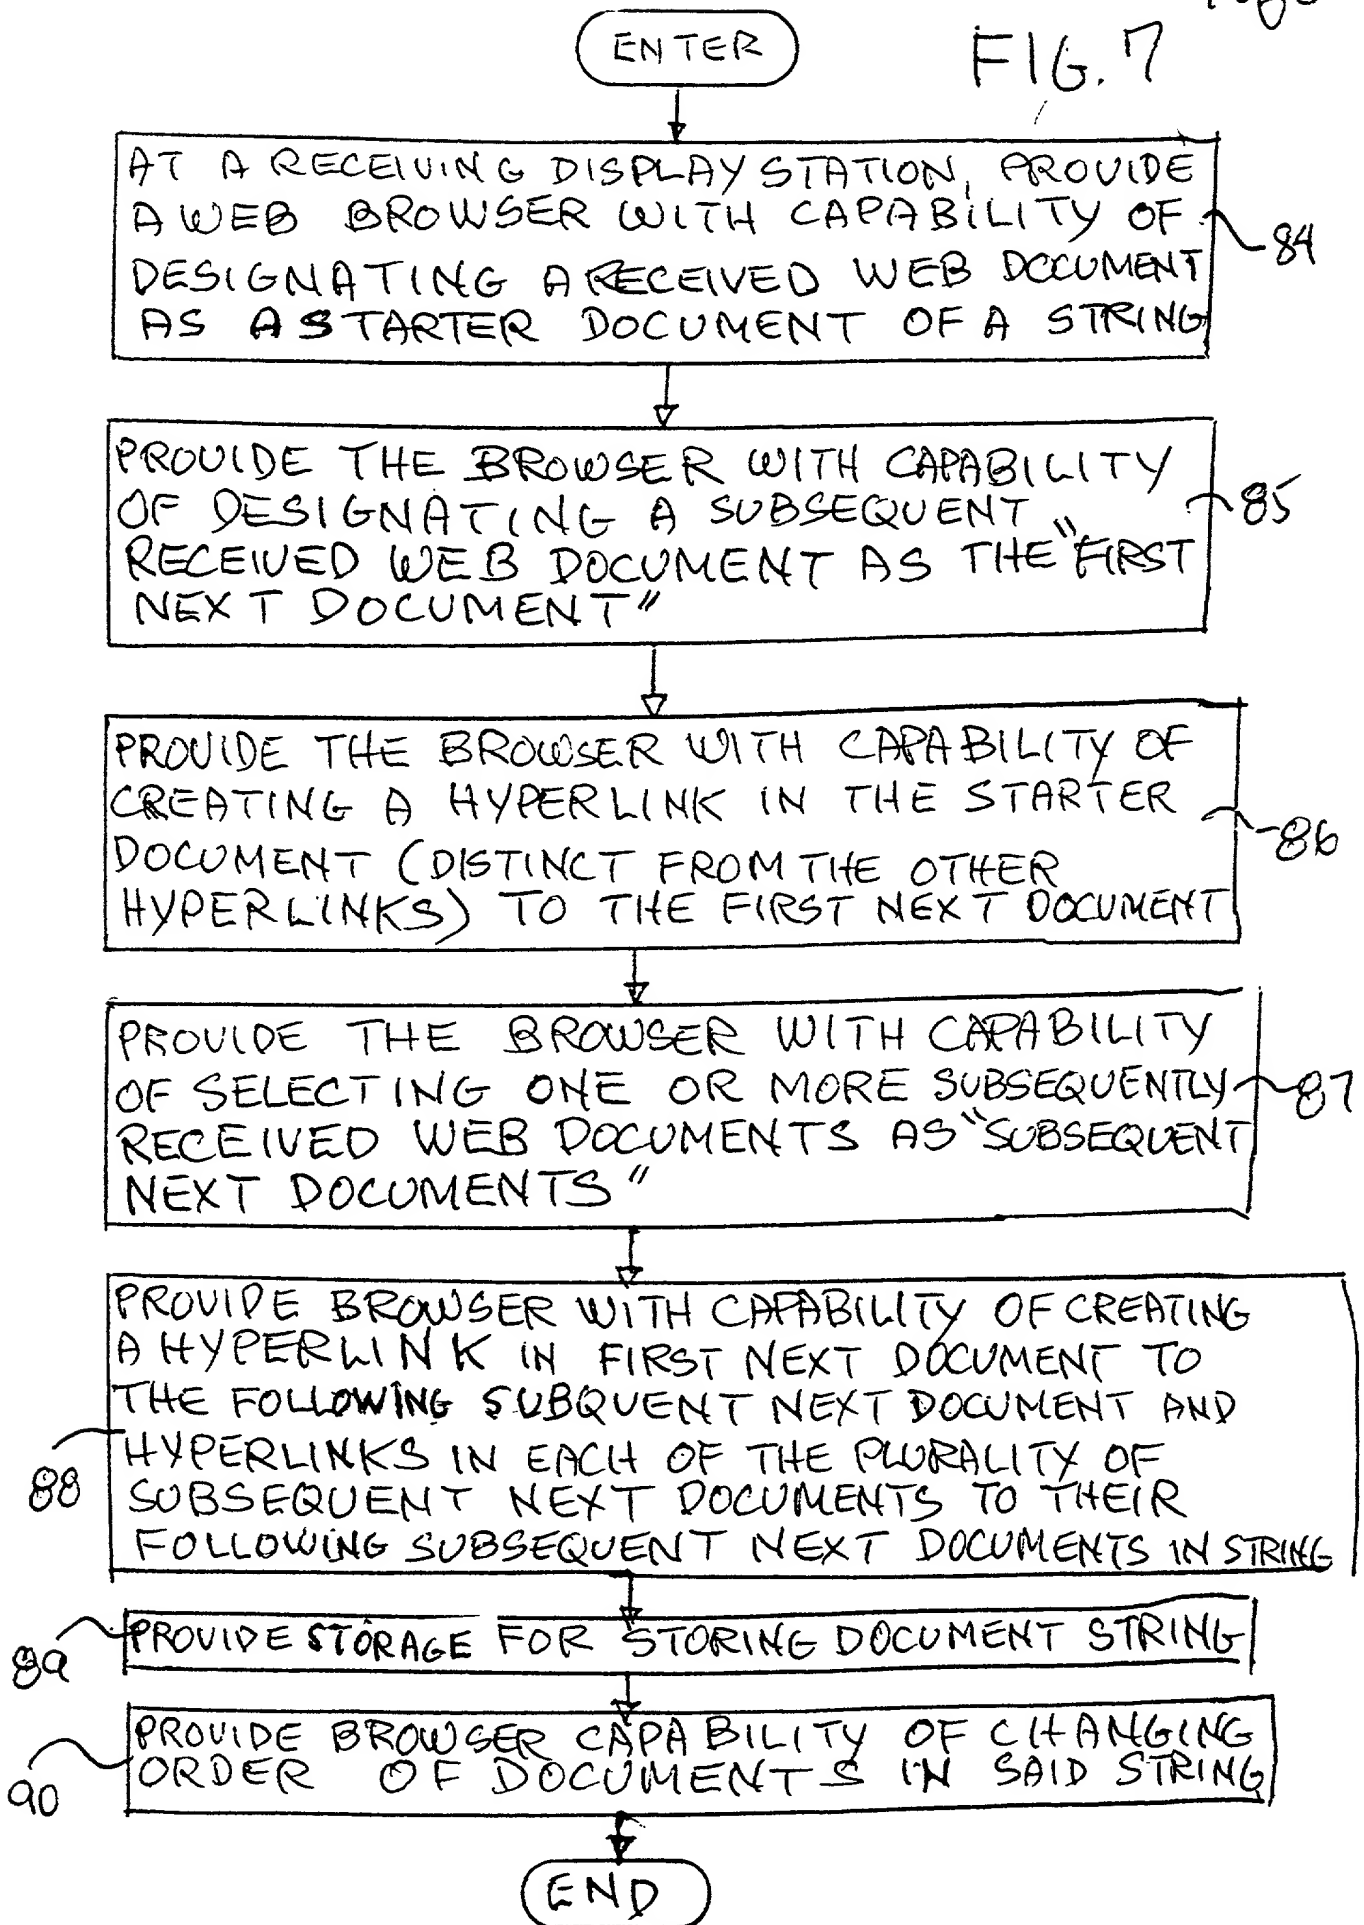 ENTER
FIG. 7
AT A RECEIVING DISPLAY STATION, PROVIDE
A WEB BROWSER WITH CAPABILITY OF
DESIGNATING A RECEIVED WEB DOCUMENT
AS A STARTER DOCUMENT OF A STRING
84
PROVIDE THE BROWSER WITH CAPABILITY
OF DESIGNATING A SUBSEQUENT
RECEIVED WEB DOCUMENT AS THE "FIRST
NEXT DOCUMENT"
85
PROVIDE THE BROWSER WITH CAPABILITY OF
CREATING A HYPERLINK IN THE STARTER
DOCUMENT (DISTINCT FROM THE OTHER
HYPERLINKS) TO THE FIRST NEXT DOCUMENT
86
PROVIDE THE BROWSER WITH CAPABILITY
OF SELECTING ONE OR MORE SUBSEQUENTLY
RECEIVED WEB DOCUMENTS AS "SUBSEQUENT
NEXT DOCUMENTS"
87
PROVIDE BROWSER WITH CAPABILITY OF CREATING
A HYPERLINK IN FIRST NEXT DOCUMENT TO
THE FOLLOWING SUBQUENT NEXT DOCUMENT AND
HYPERLINKS IN EACH OF THE PLURALITY OF
SUBSEQUENT NEXT DOCUMENTS TO THEIR
FOLLOWING SUBSEQUENT NEXT DOCUMENTS IN STRING
88
PROVIDE STORAGE FOR STORING DOCUMENT STRING
89
PROVIDE BROWSER CAPABILITY OF CHANGING
ORDER OF DOCUMENTS IN SAID STRING
90
END